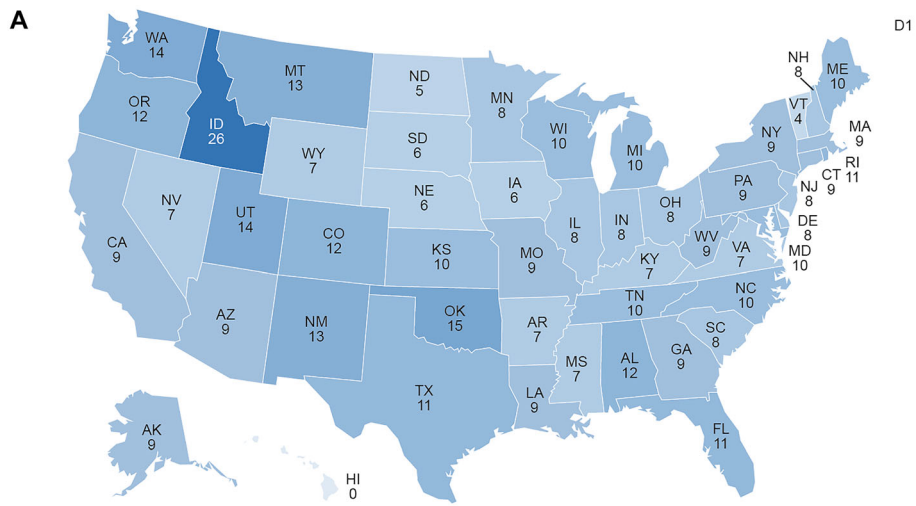 A
D1
WA
14
MT
13
ND
5
MN
8
OR
12
ID
26
WY
7
SD
6
WI
10
MI
10
NH
8
ME
10
VT
4
NY
9
MA
9
RI
11
CT
9
NJ
8
PA
9
DE
8
MD
10
NV
7
UT
14
CO
12
NE
6
IA
6
IL
8
IN
8
OH
8
WV
9
VA
7
CA
9
KS
10
MO
9
KY
7
NC
10
TN
10
AZ
9
NM
13
OK
15
AR
7
SC
8
MS
7
AL
12
GA
9
TX
11
LA
9
FL
11
AK
9
HI
0